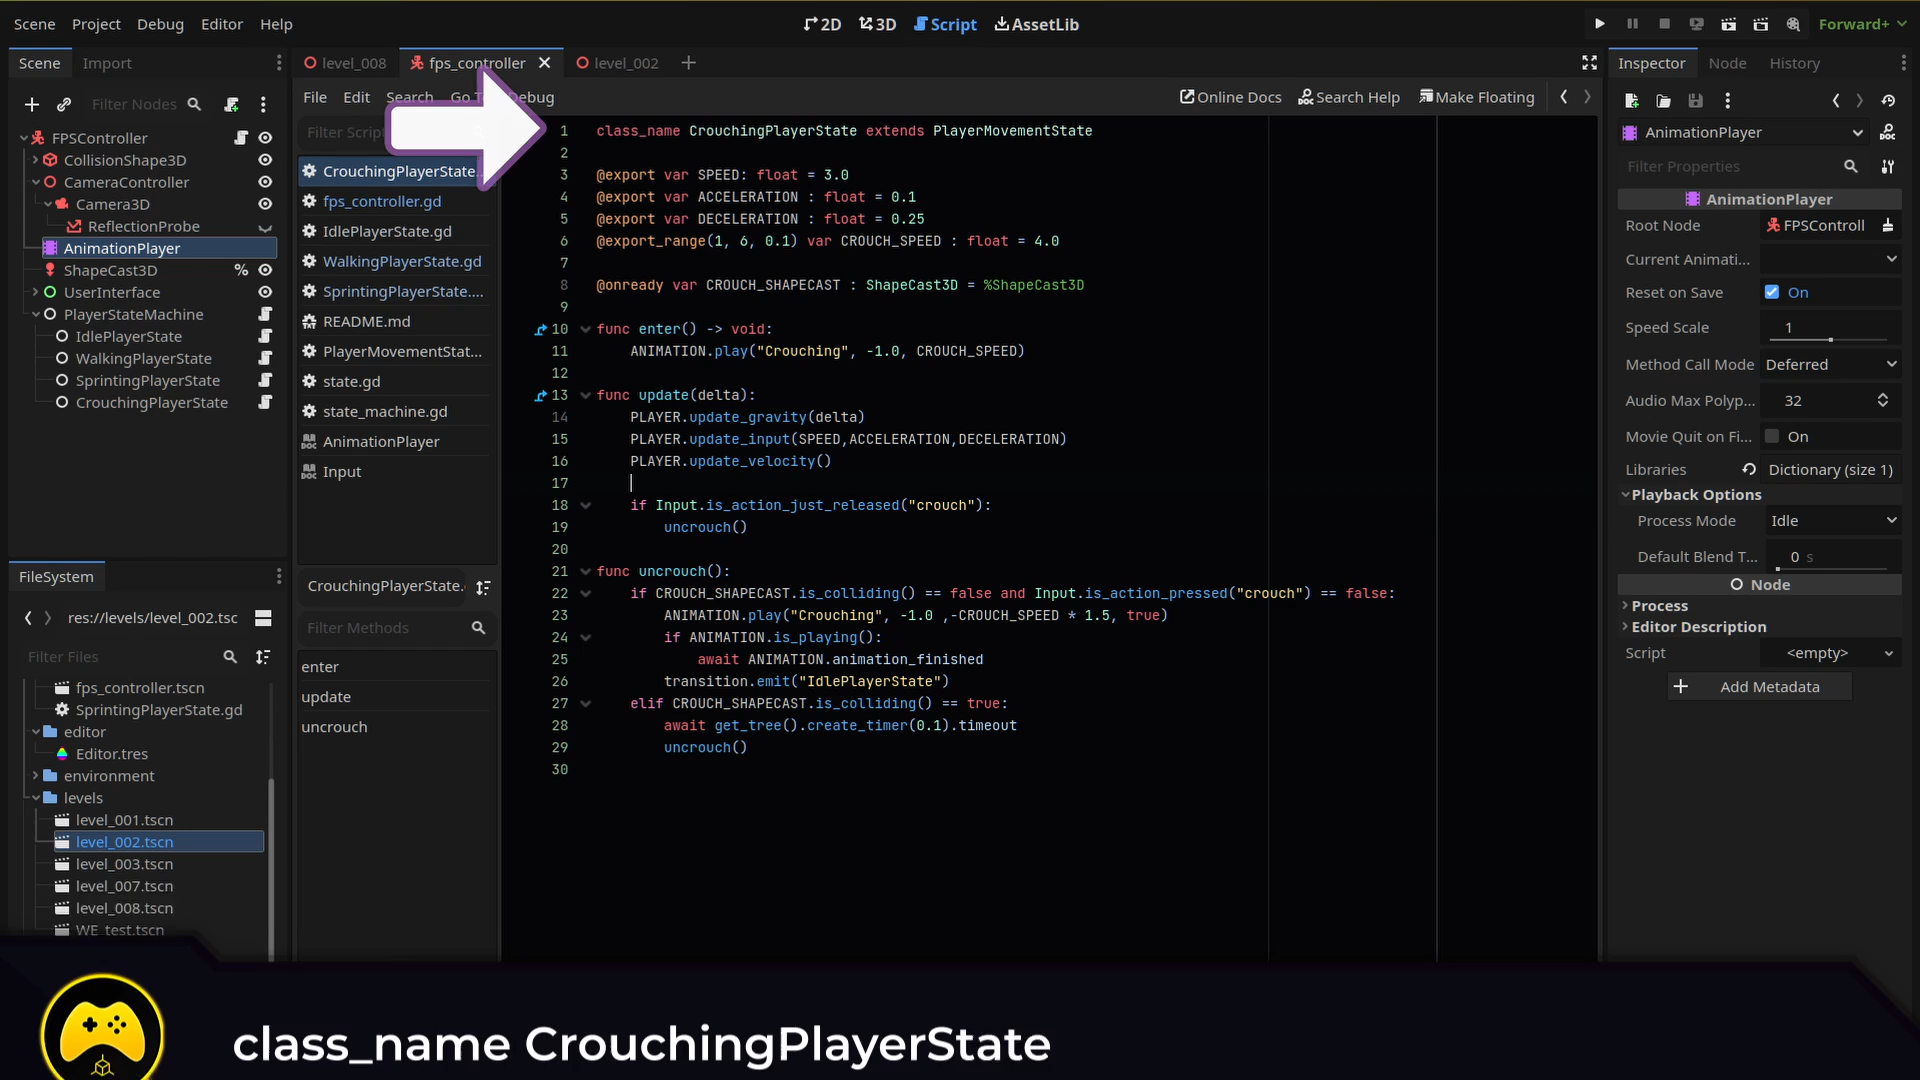 Scene Project Debug Editor Help
2D 3D Script AssetLib
Forward+
Scene Import
Filter Nodes
FPSController
CollisionShape3D
CameraController
Camera3D
ReflectionProbe
AnimationPlayer
ShapeCast3D %
UserInterface
PlayerStateMachine
IdlePlayerState
WalkingPlayerState
SprintingPlayerState
CrouchingPlayerState
FileSystem
res://levels/level_002.tsc
Filter Files
fps_controller.tscn
SprintingPlayerState.gd
editor
Editor.tres
environment
levels
level_001.tscn
level_002.tscn
level_003.tscn
level_007.tscn
level_008.tscn
WE_test.tscn
level_008 fps_controller level_002
File Edit Search Go Debug
Online Docs Search Help Make Floating
Filter Scrip
CrouchingPlayerState.
fps_controller.gd
IdlePlayerState.gd
WalkingPlayerState.gd
SprintingPlayerState....
README.md
PlayerMovementStat...
state.gd
state_machine.gd
DOC AnimationPlayer
DOC Input
CrouchingPlayerState.
Filter Methods
enter
update
uncrouch
1 class_name CrouchingPlayerState extends PlayerMovementState
2
3 @export var SPEED: float = 3.0
4 @export var ACCELERATION : float = 0.1
5 @export var DECELERATION : float = 0.25
6 @export_range(1, 6, 0.1) var CROUCH_SPEED : float = 4.0
7
8 @onready var CROUCH_SHAPECAST : ShapeCast3D = %ShapeCast3D
9
10 func enter() -> void:
11 ANIMATION.play("Crouching", -1.0, CROUCH_SPEED)
12
13 func update(delta):
14 PLAYER.update_gravity(delta)
15 PLAYER.update_input(SPEED,ACCELERATION,DECELERATION)
16 PLAYER.update_velocity()
17
18 if Input.is_action_just_released("crouch"):
19 uncrouch()
20
21 func uncrouch():
22 if CROUCH_SHAPECAST.is_colliding() == false and Input.is_action_pressed("crouch") == false:
23 ANIMATION.play("Crouching", -1.0 ,-CROUCH_SPEED * 1.5, true)
24 if ANIMATION.is_playing():
25 await ANIMATION.animation_finished
26 transition.emit("IdlePlayerState")
27 elif CROUCH_SHAPECAST.is_colliding() == true:
28 await get_tree().create_timer(0.1).timeout
29 uncrouch()
30
Inspector Node History
AnimationPlayer
Filter Properties
AnimationPlayer
Root Node FPSControll
Current Animati...
Reset on Save On
Speed Scale 1
Method Call Mode Deferred
Audio Max Polyp... 32
Movie Quit on Fi... On
Libraries Dictionary (size 1)
Playback Options
Process Mode Idle
Default Blend T... 0 s
Node
Process
Editor Description
Script <empty>
Add Metadata
class_name CrouchingPlayerState